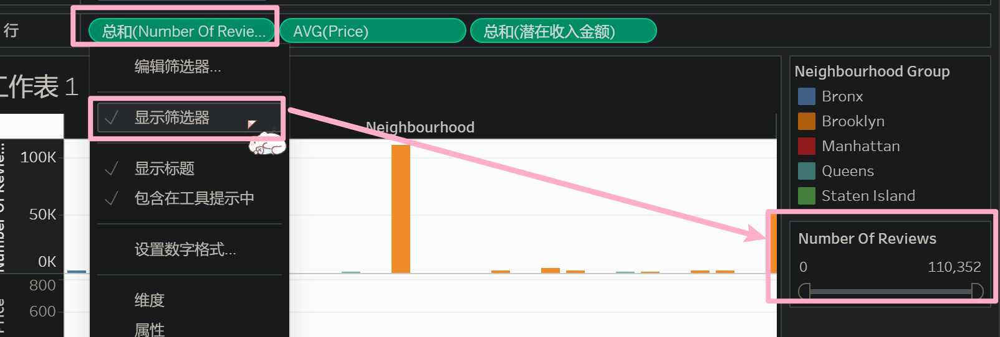 行
总和(Number Of Revie...
AVG(Price)
总和(潜在收入金额)
编辑筛选器...
工作表 1
显示筛选器
显示标题
包含在工具提示中
设置数字格式...
维度
属性
Neighbourhood
Number Of Revie...
100K
50K
0K
Price
800
600
Neighbourhood Group
Bronx
Brooklyn
Manhattan
Queens
Staten Island
Number Of Reviews
0
110,352